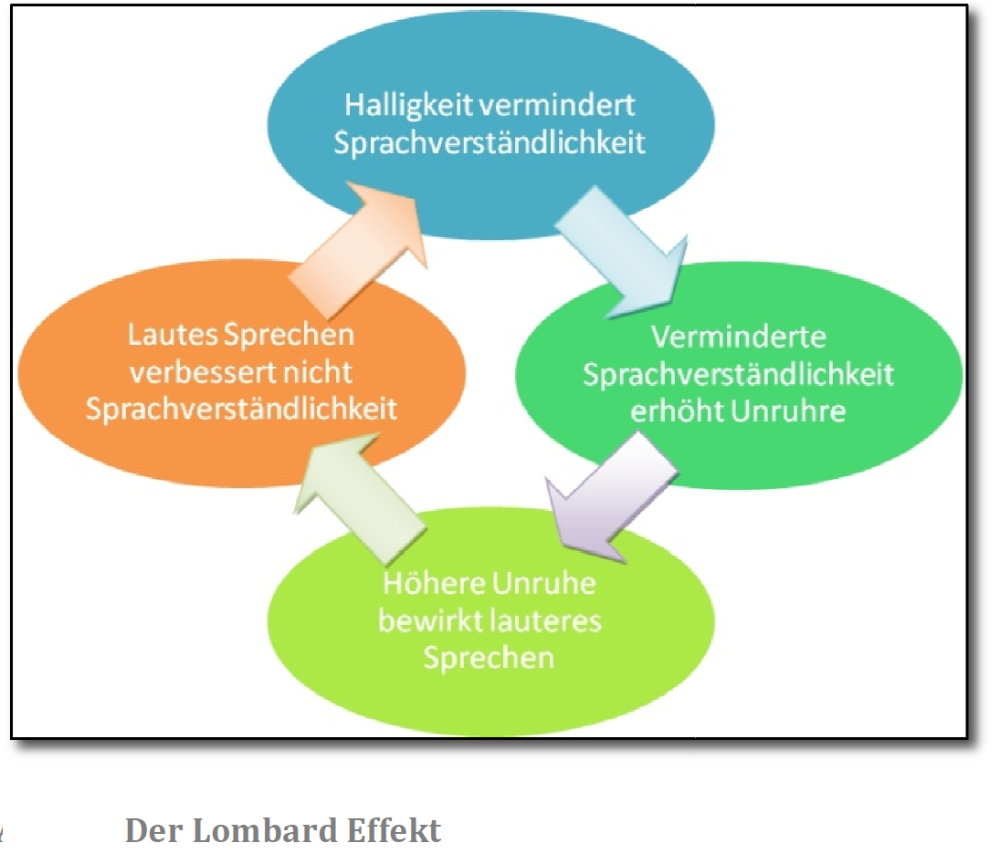 Halligkeit vermindert
Sprachverständlichkeit
Verminderte
Sprachverständlichkeit
erhöht Unruhre
Höhere Unruhe
bewirkt lauteres
Sprechen
Lautes Sprechen
verbessert nicht
Sprachverständlichkeit
Der Lombard Effekt